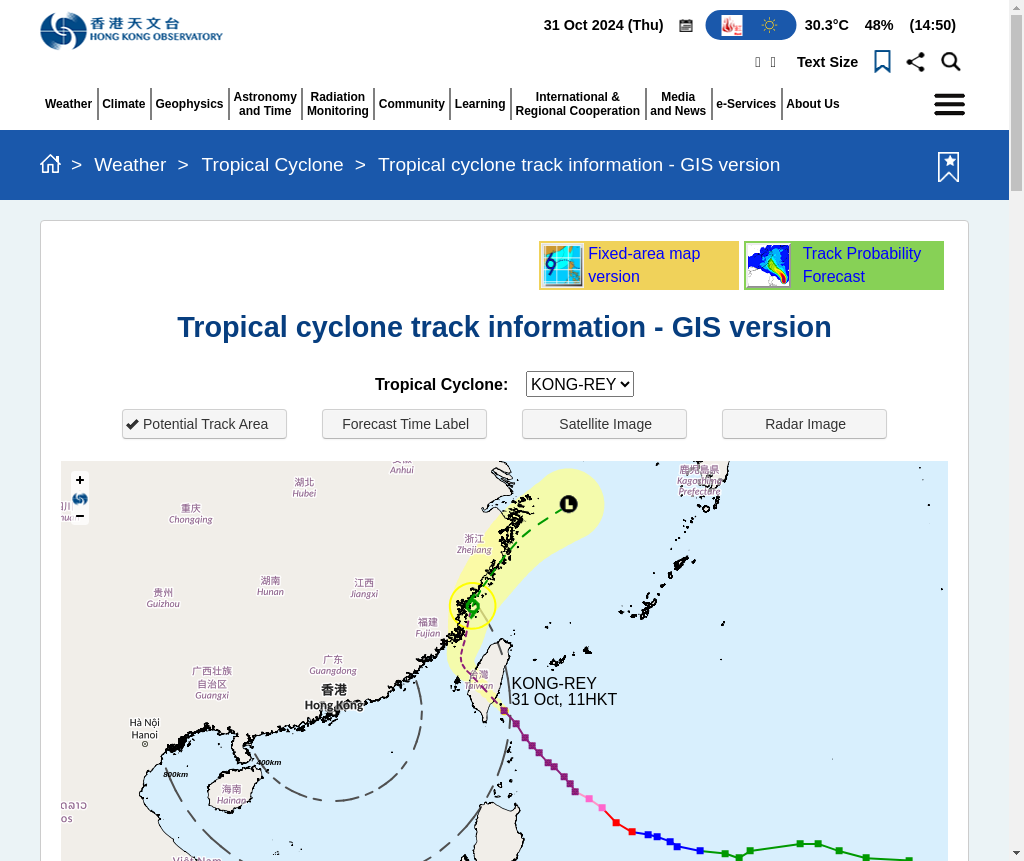 香港天文台
HONG KONG OBSERVATORY
31 Oct 2024 (Thu)
30.3°C 48% (14:50)
Text Size
Weather
Climate
Geophysics
Astronomy
and Time
Radiation
Monitoring
Community
Learning
International &
Regional Cooperation
Media
and News
e-Services
About Us
> Weather > Tropical Cyclone > Tropical cyclone track information - GIS version
Fixed-area map
version
Track Probability
Forecast
Tropical cyclone track information - GIS version
Tropical Cyclone: KONG-REY
Potential Track Area
Forecast Time Label
Satellite Image
Radar Image
+
−
Anhui
鹿児島県
Kagoshima
Prefecture
湖北
Hubei
重庆
Chongqing
浙江
Zhejiang
贵州
Guizhou
湖南
Hunan
江西
Jiangxi
福建
Fujian
广西壮族
自治区
Guangxi
广东
Guangdong
台灣
Taiwan
香港
Hong Kong
KONG-REY
31 Oct, 11HKT
Hà Nội
Hanoi
400km
800km
海南
Hainan
L
Việt Nam